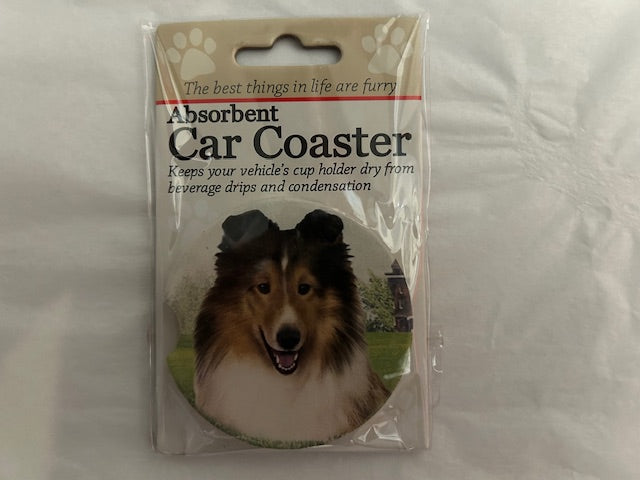 The best things in life are furry
Absorbent
Car Coaster
Keeps your vehicle's cup holder dry from
beverage drips and condensation